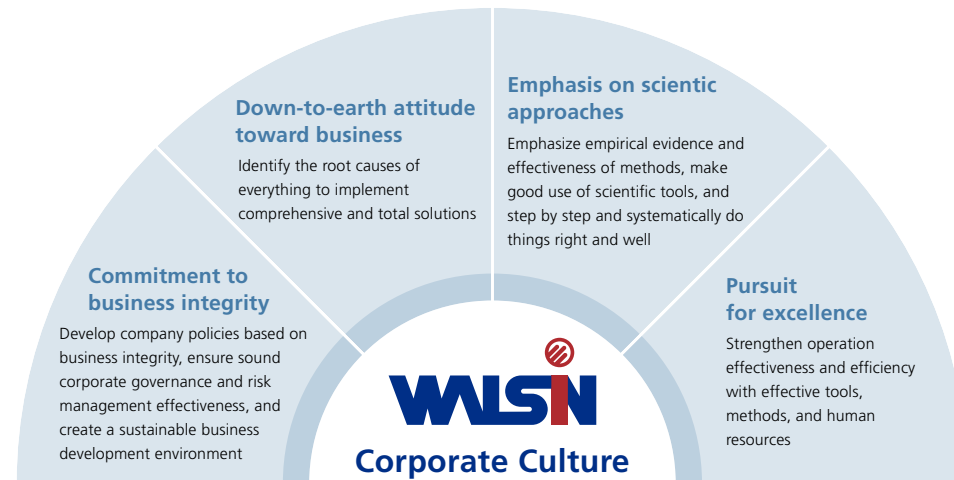 Down-to-earth attitude
toward business
Identify the root causes of
everything to implement
comprehensive and total solutions
Emphasis on scientic
approaches
Emphasize empirical evidence and
effectiveness of methods, make
good use of scientific tools, and
step by step and systematically do
things right and well
Commitment to
business integrity
Develop company policies based on
business integrity, ensure sound
corporate governance and risk
management effectiveness, and
create a sustainable business
development environment
Pursuit
for excellence
Strengthen operation
effectiveness and efficiency
with effective tools,
methods, and human
resources
WALSIN
Corporate Culture